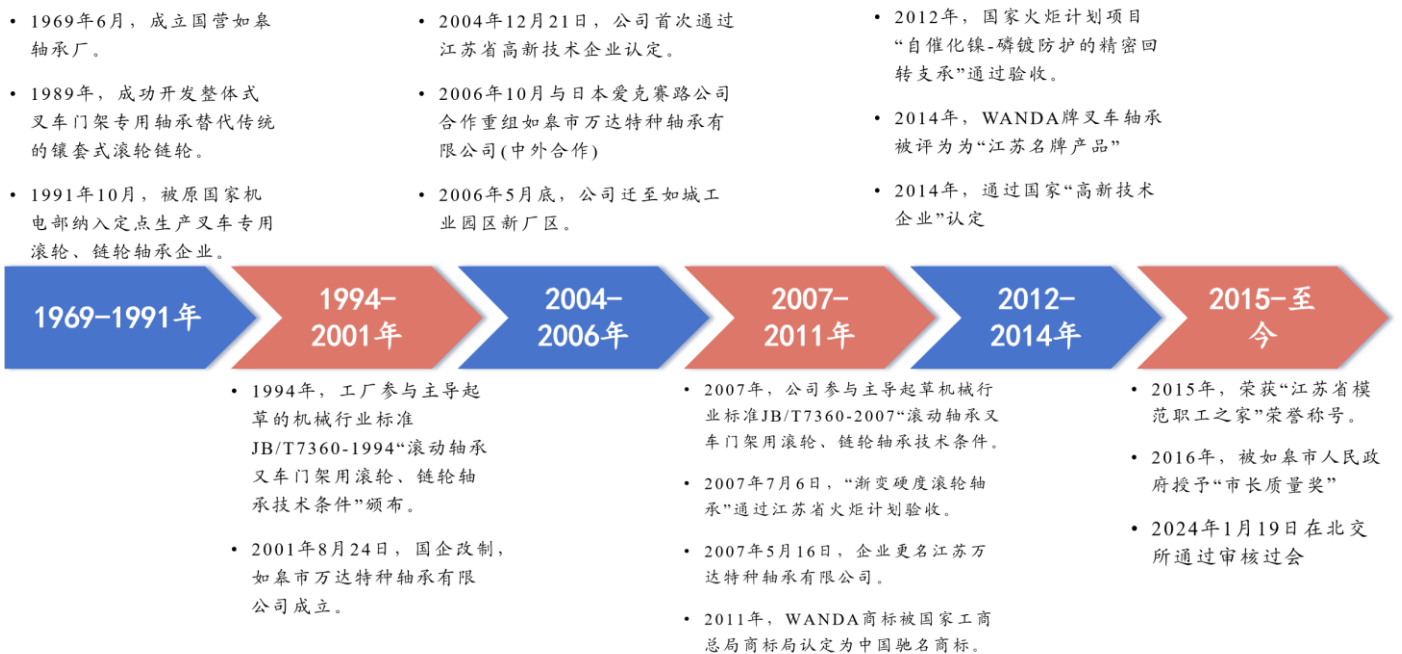 • 1969年6月，成立国营如皋
轴承厂。
• 1989年，成功开发整体式
叉车门架专用轴承替代传统
的镶套式滚轮链轮。
• 1991年10月，被原国家机
电部纳入定点生产叉车专用
滚轮、链轮轴承企业。
• 2004年12月21日，公司首次通过
江苏省高新技术企业认定。
• 2006年10月与日本爱克赛路公司
合作重组如皋市万达特种轴承有
限公司(中外合作)
• 2006年5月底，公司迁至如城工
业园区新厂区。
• 2012年，国家火炬计划项目
“自催化镍-磷镀防护的精密回
转支承”通过验收。
• 2014年，WANDA牌叉车轴承
被评为为“江苏名牌产品”
• 2014年，通过国家“高新技术
企业”认定
1969-1991年
1994-
2001年
2004-
2006年
2007-
2011年
2012-
2014年
2015-至
今
• 1994年，工厂参与主导起
草的机械行业标准
JB/T7360-1994“滚动轴承
叉车门架用滚轮、链轮轴
承技术条件”颁布。
• 2001年8月24日，国企改制，
如皋市万达特种轴承有限
公司成立。
• 2007年，公司参与主导起草机械行
业标准JB/T7360-2007“滚动轴承叉
车门架用滚轮、链轮轴承技术条件。
• 2007年7月6日，“渐变硬度滚轮轴
承”通过江苏省火炬计划验收。
• 2007年5月16日，企业更名江苏万
达特种轴承有限公司。
• 2011年，WANDA商标被国家工商
总局商标局认定为中国驰名商标。
• 2015年，荣获“江苏省模
范职工之家”荣誉称号。
• 2016年，被如皋市人民政
府授予“市长质量奖”
• 2024年1月19日在北交
所通过审核过会